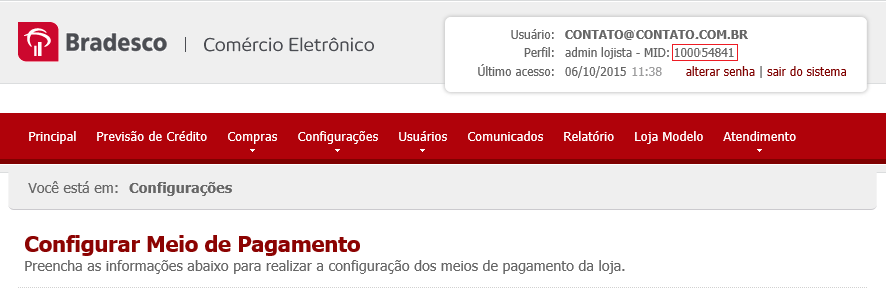 Bradesco | Comércio Eletrônico
Usuário: CONTATO@CONTATO.COM.BR
Perfil: admin lojista - MID: 100054841
Último acesso: 06/10/2015 11:38 alterar senha | sair do sistema
Principal Previsão de Crédito Compras Configurações Usuários Comunicados Relatório Loja Modelo Atendimento
Você está em: Configurações
Configurar Meio de Pagamento
Preencha as informações abaixo para realizar a configuração dos meios de pagamento da loja.